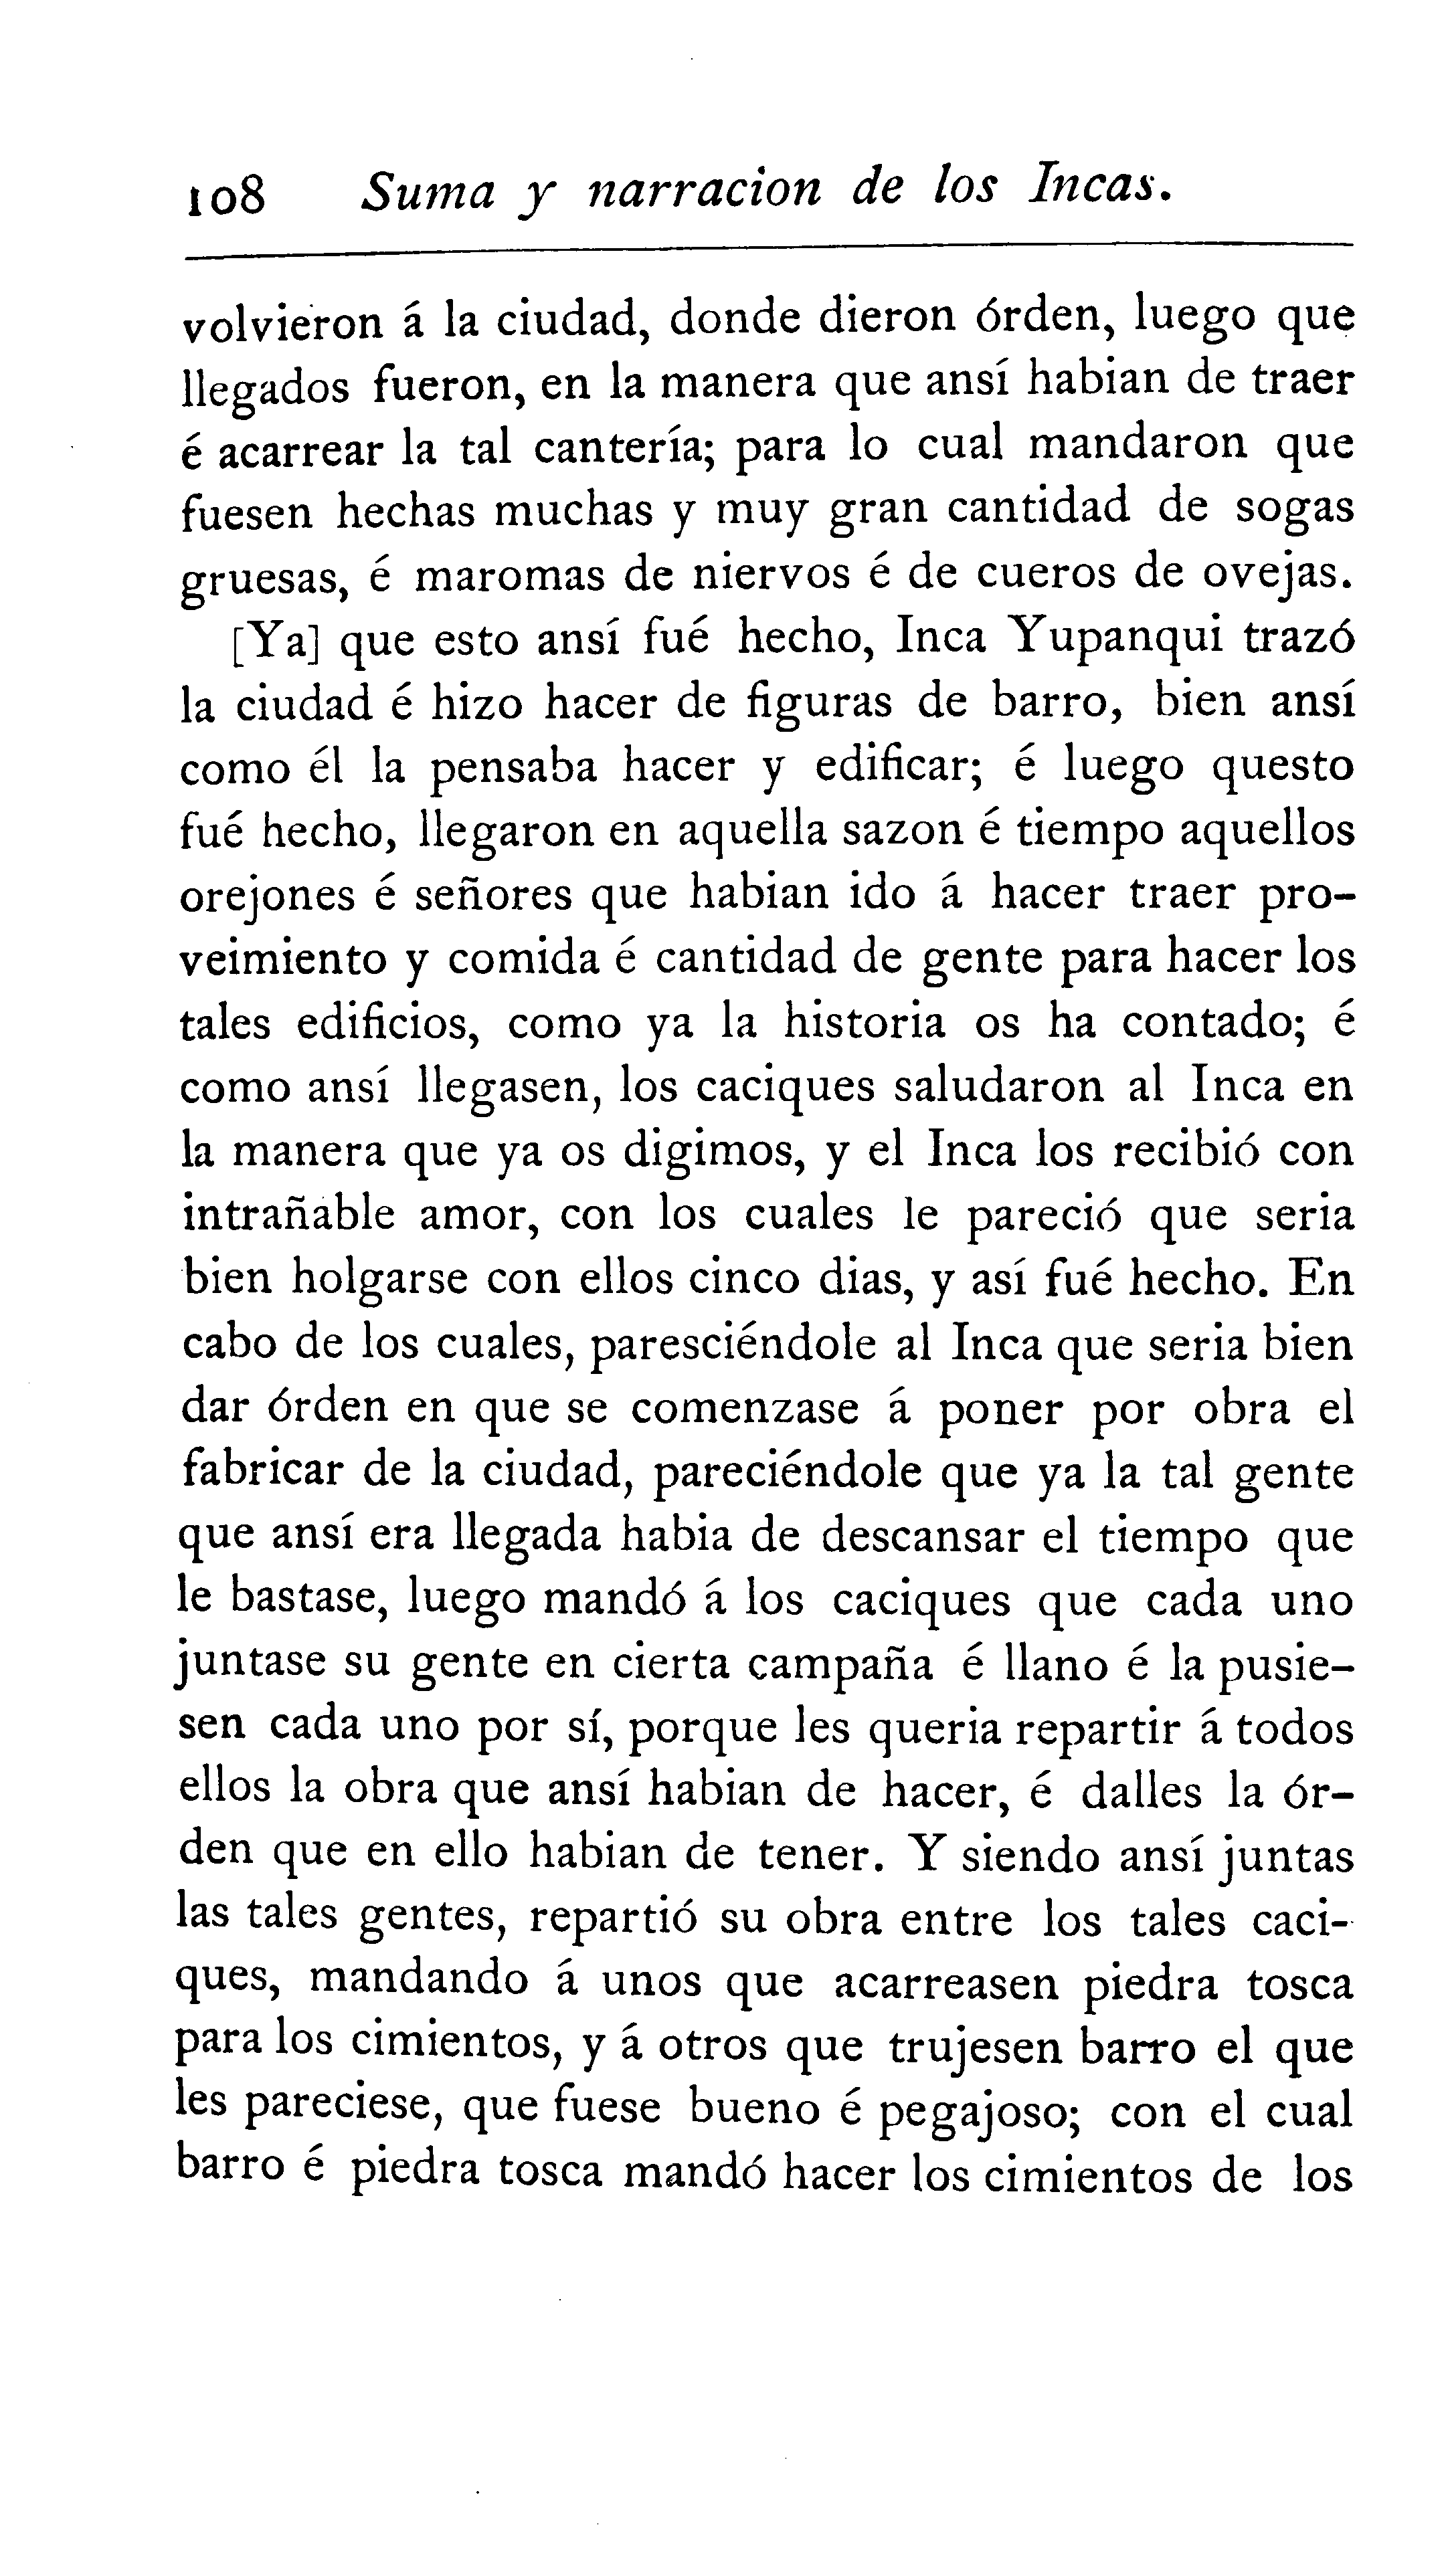 108 Suma y narracion de los Incas.
volvieron á la ciudad, donde dieron órden, luego que
llegados fueron, en la manera que ansí habian de traer
é acarrear la tal cantería; para lo cual mandaron que
fuesen hechas muchas y muy gran cantidad de sogas
gruesas, é maromas de niervos é de cueros de ovejas.
[Ya] que esto ansí fué hecho, Inca Yupanqui trazó
la ciudad é hizo hacer de figuras de barro, bien ansí
como él la pensaba hacer y edificar; é luego questo
fué hecho, llegaron en aquella sazon é tiempo aquellos
orejones é señores que habian ido á hacer traer pro-
veimiento y comida é cantidad de gente para hacer los
tales edificios, como ya la historia os ha contado; é
como ansí llegasen, los caciques saludaron al Inca en
la manera que ya os digimos, y el Inca los recibió con
intrañable amor, con los cuales le pareció que seria
bien holgarse con ellos cinco dias, y así fué hecho. En
cabo de los cuales, paresciéndole al Inca que seria bien
dar órden en que se comenzase á poner por obra el
fabricar de la ciudad, pareciéndole que ya la tal gente
que ansí era llegada habia de descansar el tiempo que
le bastase, luego mandó á los caciques que cada uno
juntase su gente en cierta campaña é llano é la pusie-
sen cada uno por sí, porque les queria repartir á todos
ellos la obra que ansí habian de hacer, é dalles la ór-
den que en ello habian de tener. Y siendo ansí juntas
las tales gentes, repartió su obra entre los tales caci-
ques, mandando á unos que acarreasen piedra tosca
para los cimientos, y á otros que trujesen barro el que
les pareciese, que fuese bueno é pegajoso; con el cual
barro é piedra tosca mandó hacer los cimientos de los